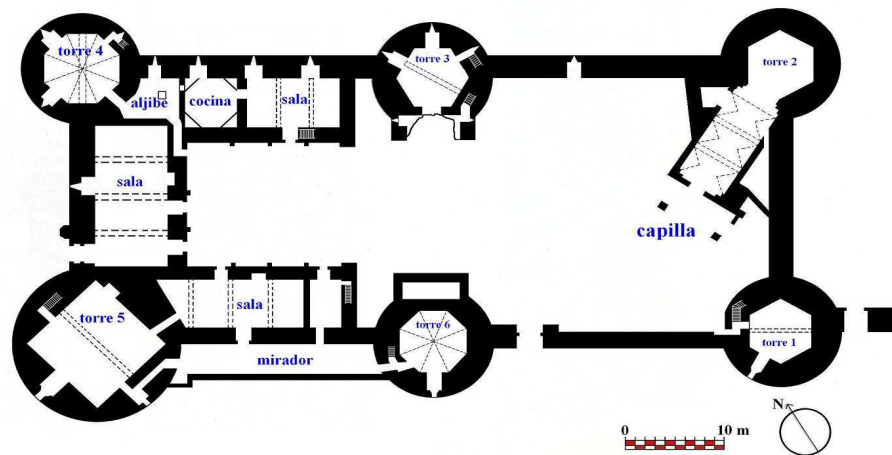 torre 4
torre 3
torre 2
aljibe
cocina
sala
sala
capilla
sala
torre 5
torre 6
torre 1
mirador
N
0 10 m